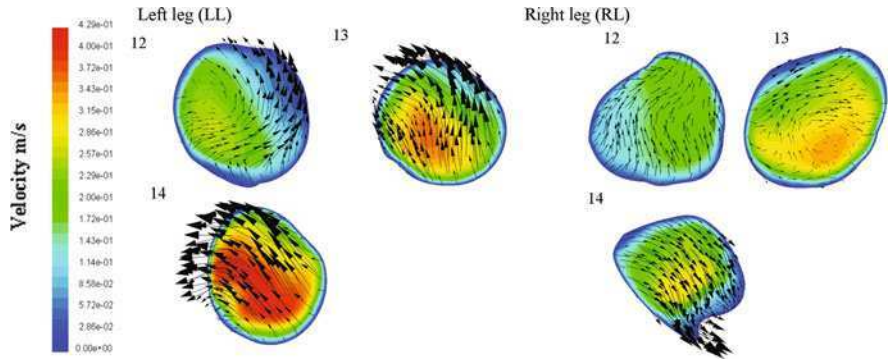 Left leg (LL)
Right leg (RL)
12
13
12
13
14
14
Velocity m/s
4.29e-01
4.00e-01
3.72e-01
3.43e-01
3.15e-01
2.86e-01
2.57e-01
2.29e-01
2.00e-01
1.72e-01
1.43e-01
1.14e-01
8.58e-02
5.72e-02
2.86e-02
0.00e+00